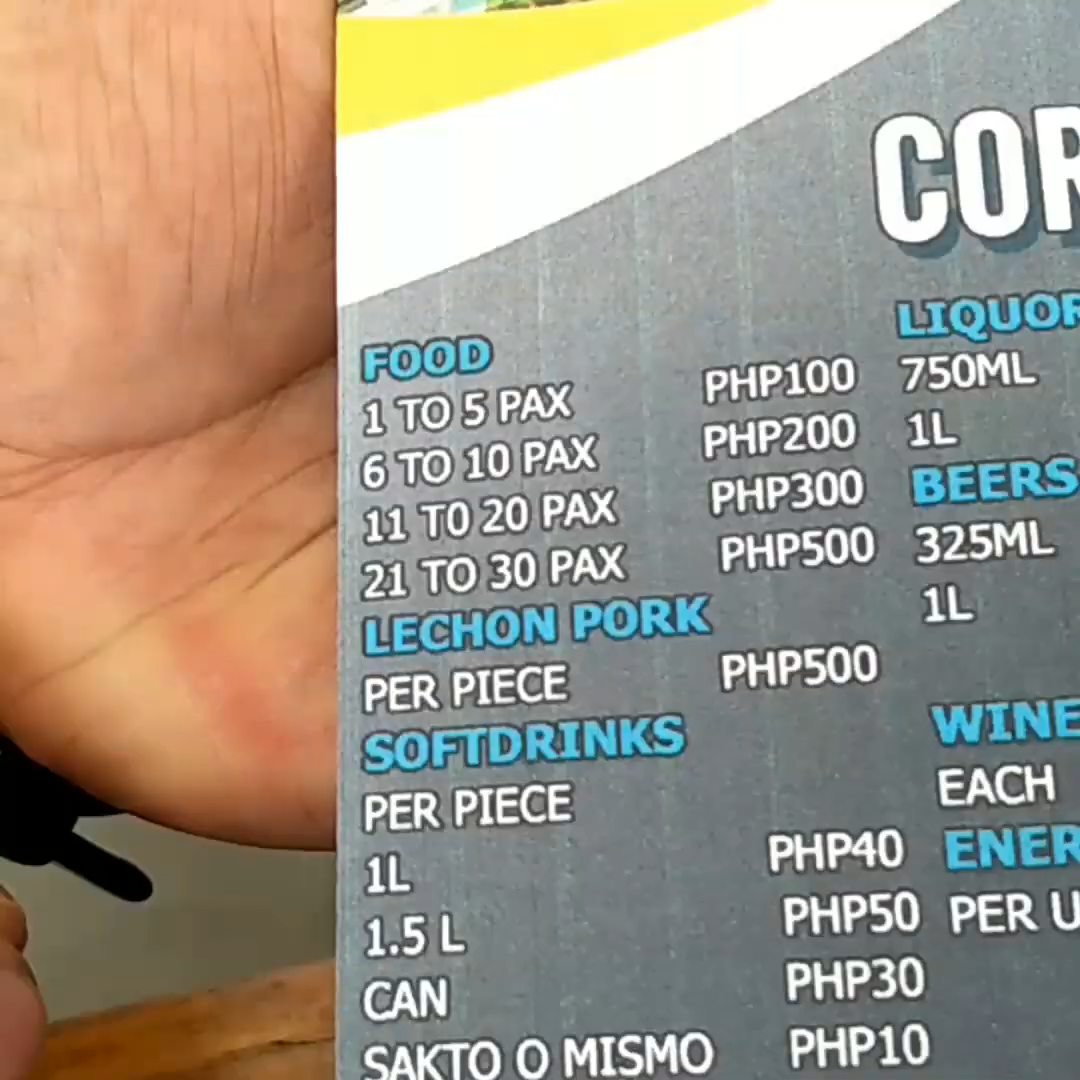 COR
FOOD
1 TO 5 PAX PHP100
6 TO 10 PAX PHP200
11 TO 20 PAX PHP300
21 TO 30 PAX PHP500
LECHON PORK
PER PIECE PHP500
SOFTDRINKS
PER PIECE
1L PHP40
1.5 L PHP50
CAN PHP30
SAKTO O MISMO PHP10
LIQUOR
750ML
1L
BEERS
325ML
1L
WINE
EACH
ENER
PER U